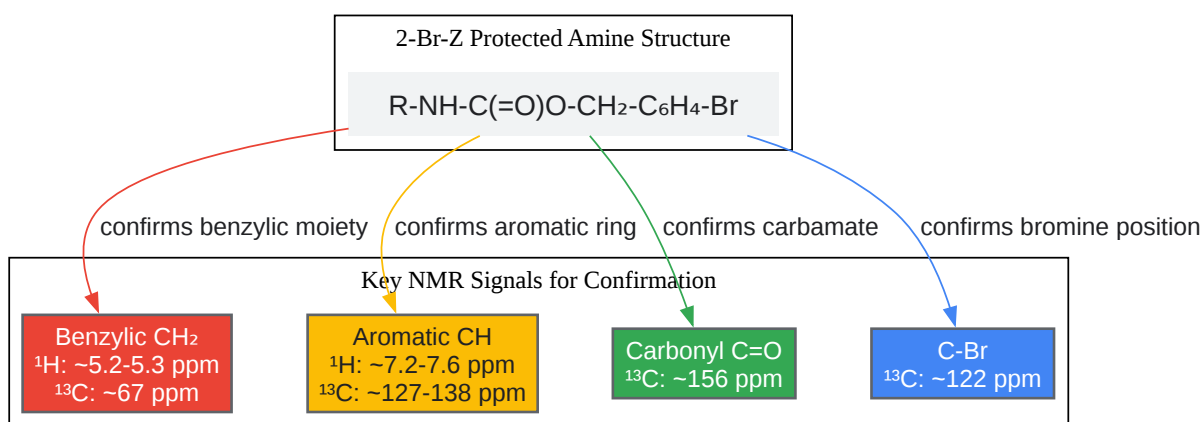 2-Br-Z Protected Amine Structure
R-NH-C(=O)O-CH₂-C₆H₄-Br
confirms benzylic moiety
confirms aromatic ring
confirms carbamate
confirms bromine position
Key NMR Signals for Confirmation
Benzylic CH₂
¹H: ~5.2-5.3 ppm
¹³C: ~67 ppm
Aromatic CH
¹H: ~7.2-7.6 ppm
¹³C: ~127-138 ppm
Carbonyl C=O
¹³C: ~156 ppm
C-Br
¹³C: ~122 ppm